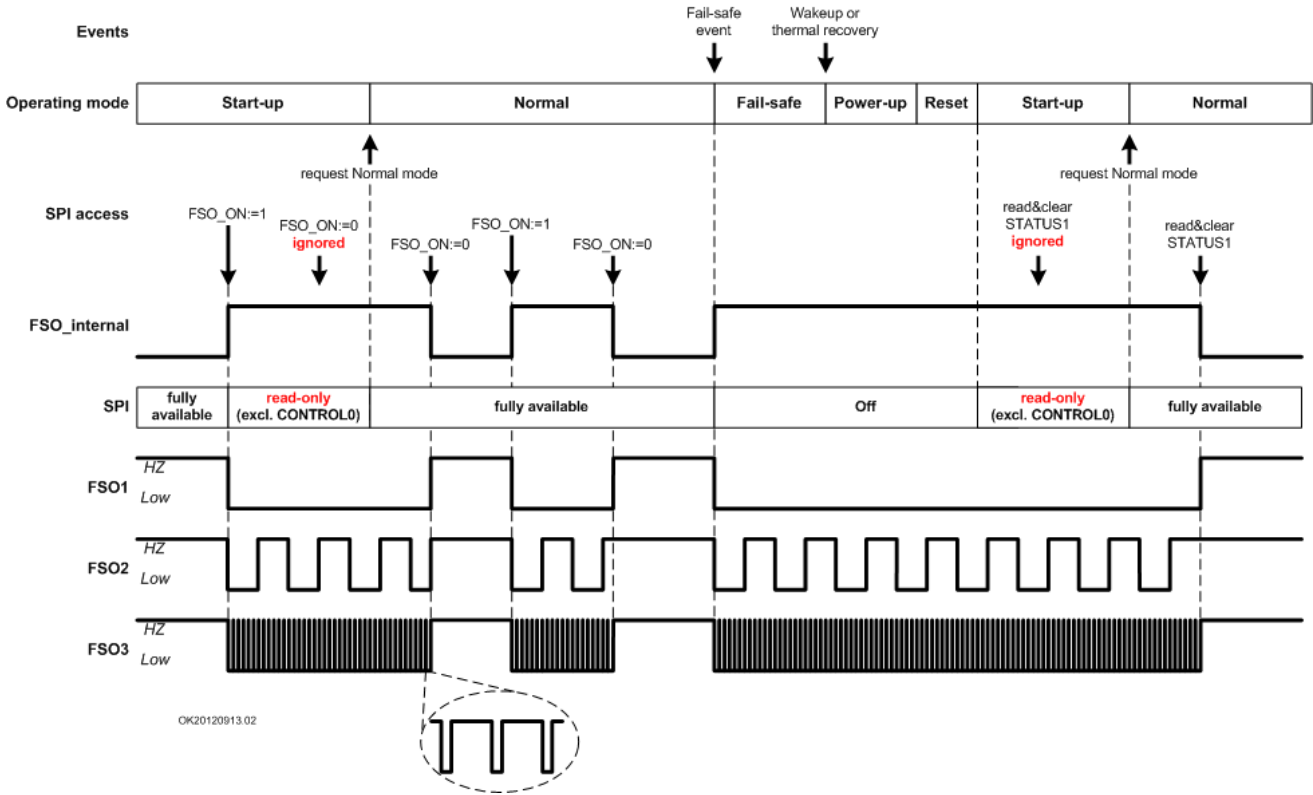 Events
Fail-safe
event
Wakeup or
thermal recovery
Operating mode
Start-up
Normal
Fail-safe
Power-up
Reset
Start-up
Normal
request Normal mode
request Normal mode
SPI access
FSO_ON:=1
FSO_ON:=0
ignored
FSO_ON:=0
FSO_ON:=1
FSO_ON:=0
read&clear
STATUS1
ignored
read&clear
STATUS1
FSO_internal
SPI
fully
available
read-only
(excl. CONTROL0)
fully available
Off
read-only
(excl. CONTROL0)
fully available
FSO1
HZ
Low
FSO2
HZ
Low
FSO3
HZ
Low
OK20120913.02